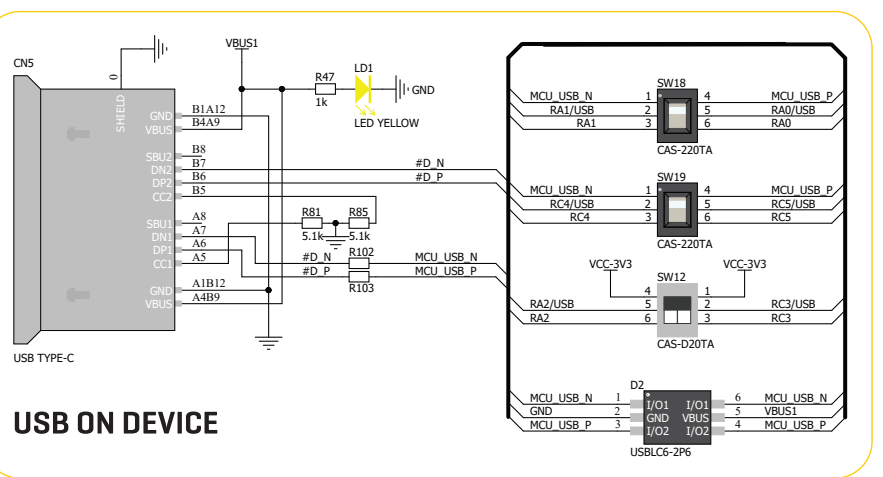 CN5
0
VBUS1
SHIELD
GND B1A12
VBUS B4A9
SBU2 B8
DN2 B7
DP2 B6
CC2 B5
SBU1 A8
DN1 A7
DP1 A6
CC1 A5
GND A1B12
VBUS A4B9
USB TYPE-C
R47
1k
LD1
GND
LED YELLOW
#D_N
#D_P
R81
5.1k
R85
5.1k
#D_N R102 MCU_USB_N
#D_P R103 MCU_USB_P
SW18
MCU_USB_N 1 4 MCU_USB_P
RA1/USB 2 5 RA0/USB
RA1 3 6 RA0
CAS-220TA
SW19
MCU_USB_N 1 4 MCU_USB_P
RC4/USB 2 5 RC5/USB
RC4 3 6 RC5
CAS-220TA
VCC-3V3 VCC-3V3
SW12
4 1
RA2/USB 5 2 RC3/USB
RA2 6 3 RC3
CAS-D20TA
D2
MCU_USB_N 1 I/O1 I/O1 6 MCU_USB_N
GND 2 GND VBUS 5 VBUS1
MCU_USB_P 3 I/O2 I/O2 4 MCU_USB_P
USBLC6-2P6
USB ON DEVICE